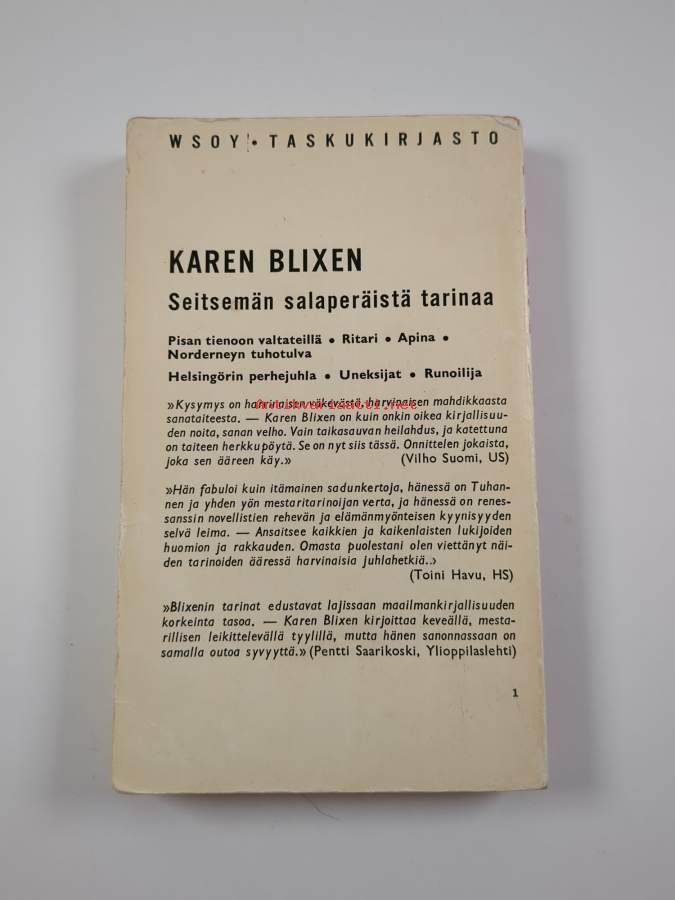 WSOY • TASKUKIRJASTO
KAREN BLIXEN
Seitsemän salaperäistä tarinaa
Pisan tienoon valtateillä • Ritari • Apina •
Norderneyn tuhotulva
Helsingörin perhejuhla • Uneksijat • Runoilija
Antikvariaatti.net
»Kysymys on harvinaisen väkevästä, harvinaisen mahdikkaasta
sanataiteesta. — Karen Blixen on kuin onkin oikea kirjallisuu-
den noita, sanan velho. Vain taikasauvan heilahdus, ja katettuna
on taiteen herkkupöytä. Se on nyt siis tässä. Onnittelen jokaista,
joka sen ääreen käy.» (Vilho Suomi, US)
»Hän fabuloi kuin itämainen sadunkertoja, hänessä on Tuhan-
nen ja yhden yön mestaritarinoijan verta, ja hänessä on renes-
sanssin novellistien rehevän ja elämänmyönteisen kyynisyyden
selvä leima. — Ansaitsee kaikkien ja kaikenlaisten lukijoiden
huomion ja rakkauden. Omasta puolestani olen viettänyt näi-
den tarinoiden ääressä harvinaisia juhlahetkiä.»
(Toini Havu, HS)
»Blixenin tarinat edustavat lajissaan maailmankirjallisuuden
korkeinta tasoa. — Karen Blixen kirjoittaa keveällä, mesta-
rillisen leikittelevällä tyylillä, mutta hänen sanonnassaan on
samalla outoa syvyyttä.» (Pentti Saarikoski, Ylioppilaslehti)
1